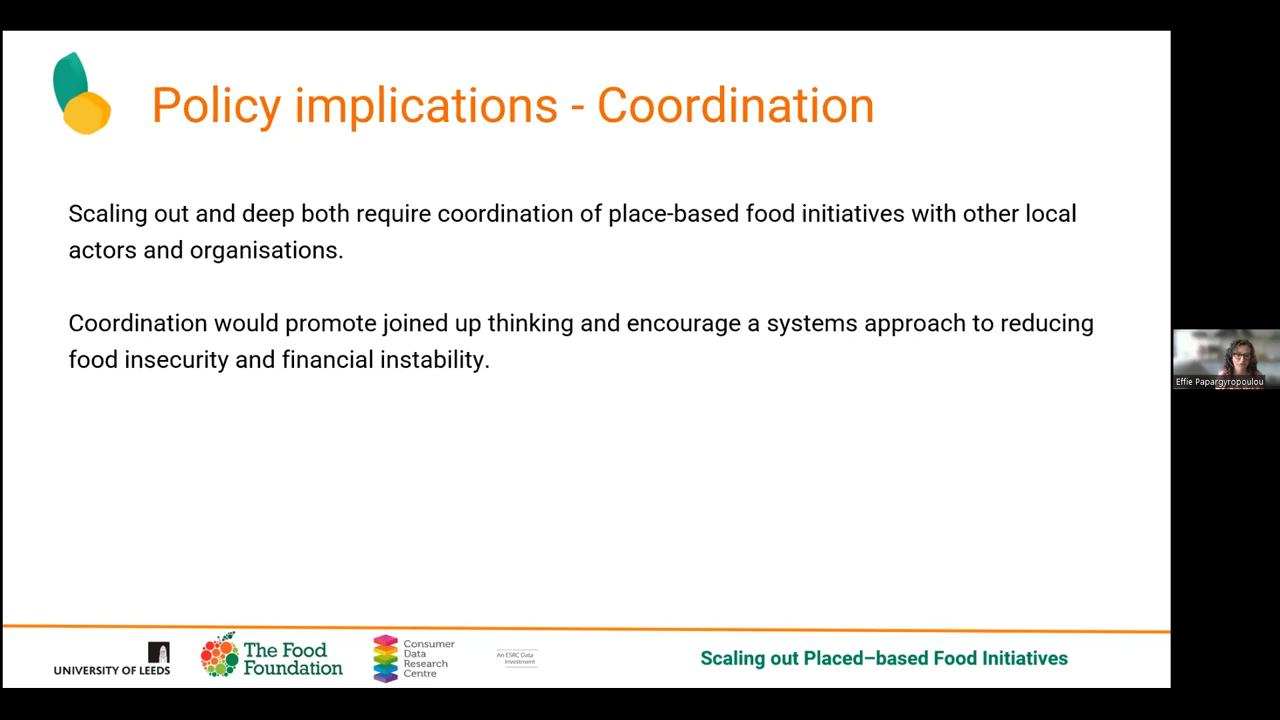 Policy implications - Coordination
Scaling out and deep both require coordination of place-based food initiatives with other local
actors and organisations.
Coordination would promote joined up thinking and encourage a systems approach to reducing
food insecurity and financial instability.
Effie Papargyropoulou
UNIVERSITY OF LEEDS
The Food
Foundation
Consumer
Data
Research
Centre
An ESRC Data
Investment
Scaling out Placed–based Food Initiatives